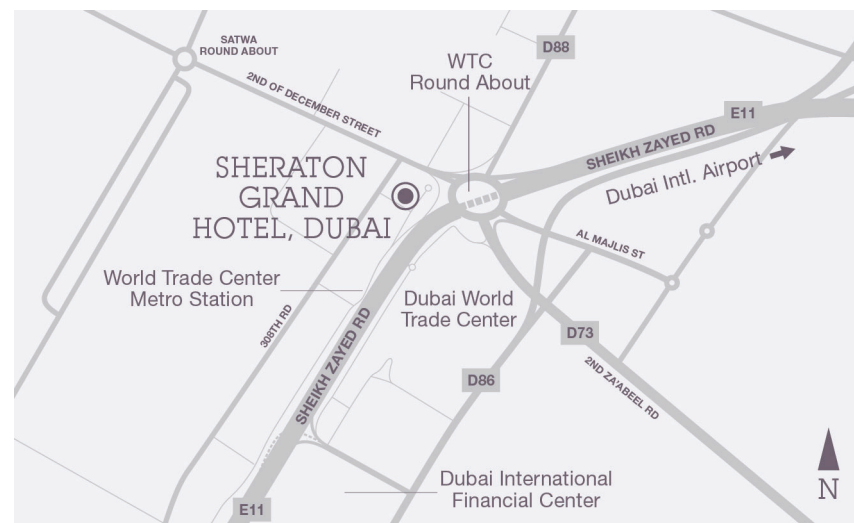 SATWA
ROUND ABOUT
D88
WTC
Round About
2ND OF DECEMBER STREET
E11
SHEIKH ZAYED RD
Dubai Intl. Airport
SHERATON
GRAND
HOTEL, DUBAI
AL MAJLIS ST
World Trade Center
Metro Station
Dubai World
Trade Center
308TH RD
SHEIKH ZAYED RD
D73
D86
2ND ZA'ABEEL RD
Dubai International
Financial Center
N
E11